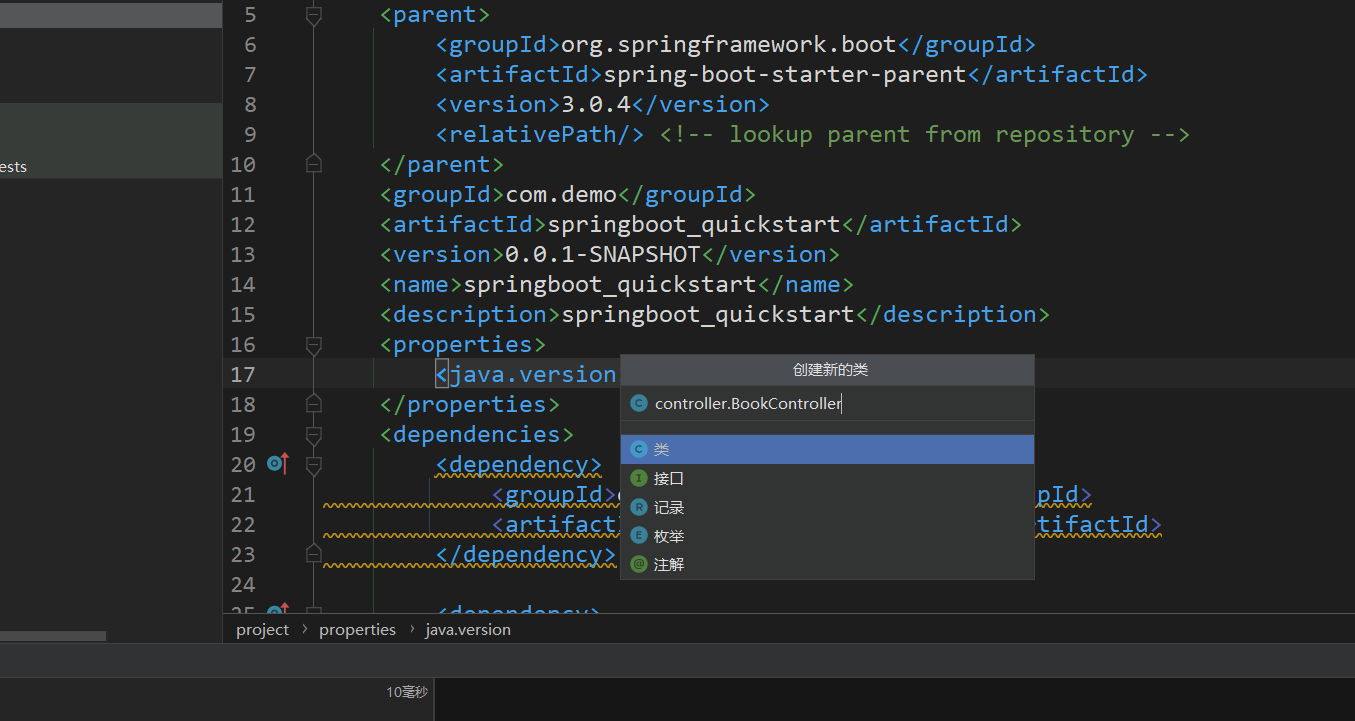 5 <parent>
6 <groupId>org.springframework.boot</groupId>
7 <artifactId>spring-boot-starter-parent</artifactId>
8 <version>3.0.4</version>
9 <relativePath/> <!-- lookup parent from repository -->
ests
10 </parent>
11 <groupId>com.demo</groupId>
12 <artifactId>springboot_quickstart</artifactId>
13 <version>0.0.1-SNAPSHOT</version>
14 <name>springboot_quickstart</name>
15 <description>springboot_quickstart</description>
16 <properties>
17 <java.version
18 </properties>
19 <dependencies>
20 <dependency>
21 <groupId> pId>
22 <artifact tifactId>
23 </dependency>
24
25 <dependency>
创建新的类
C controller.BookController
C 类
I 接口
R 记录
E 枚举
@ 注解
project › properties › java.version
10毫秒